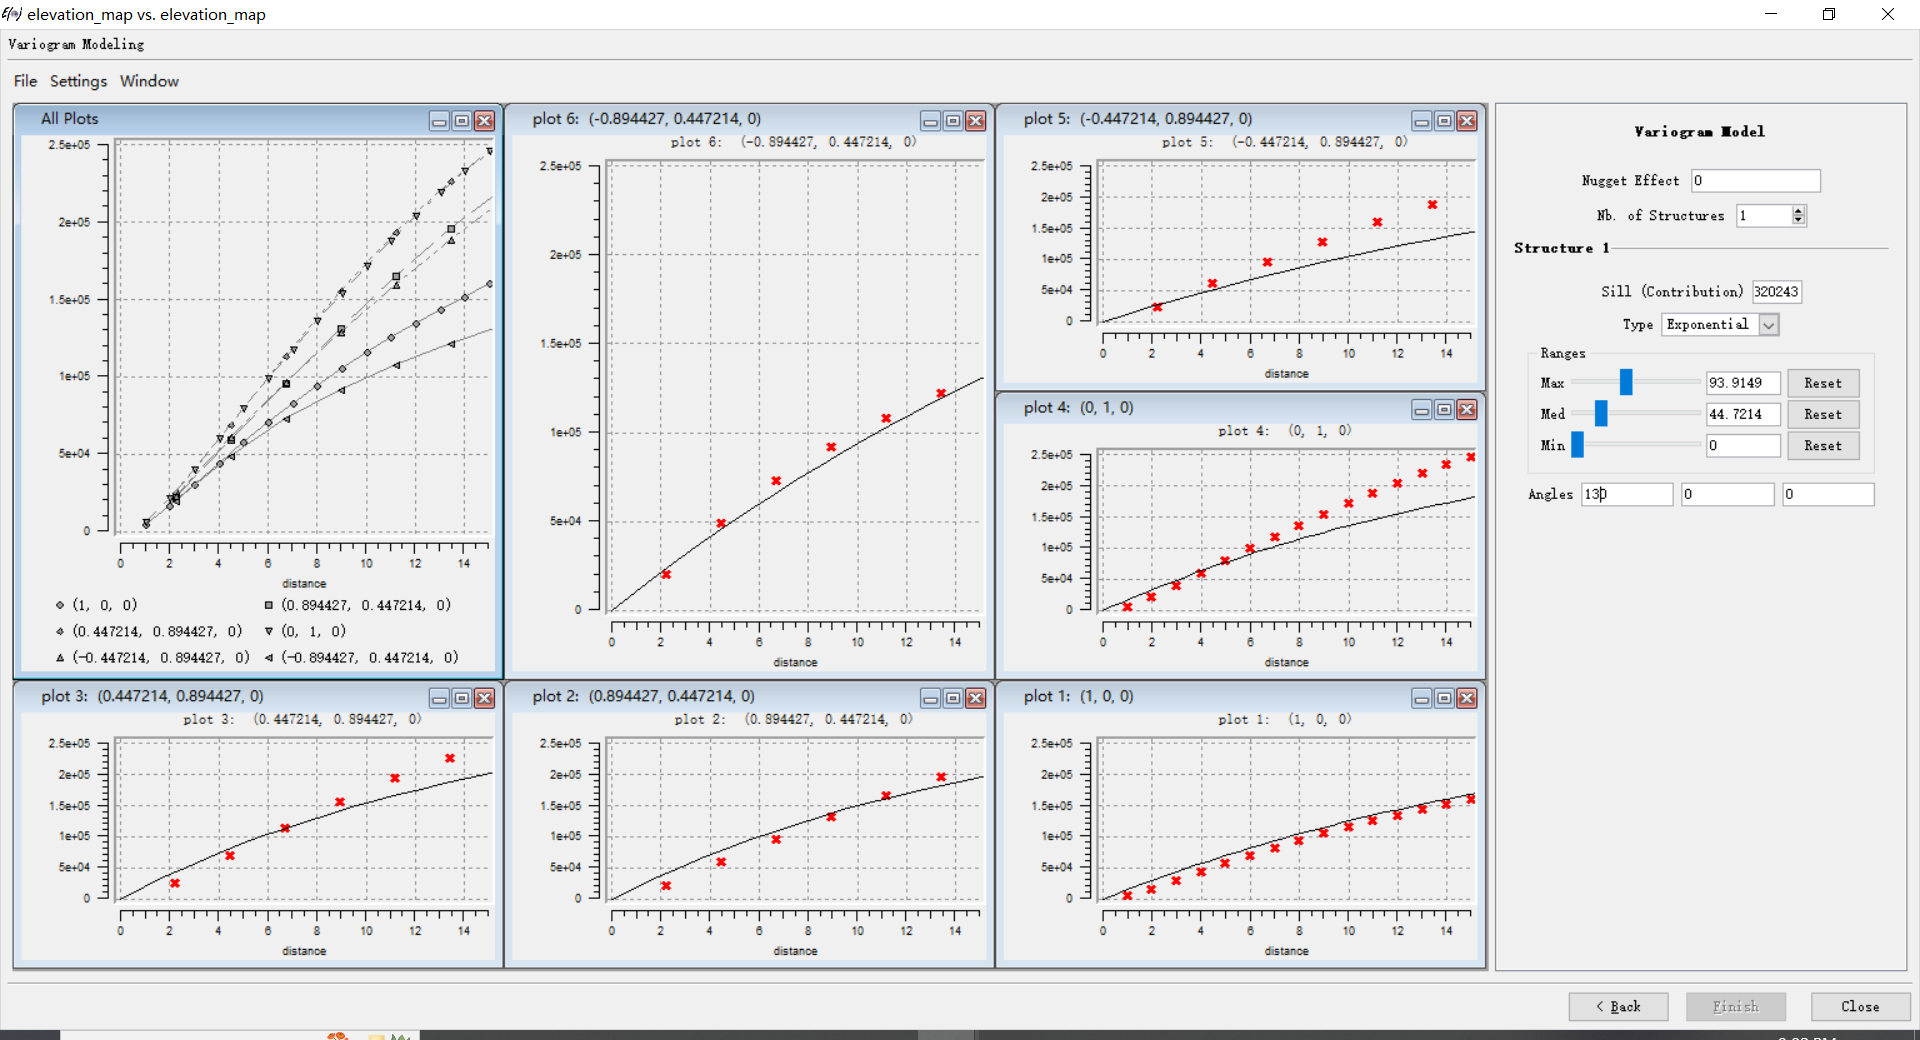 elevation_map vs. elevation_map
Variogram Modeling
File Settings Window
All Plots
2.5e+05
2e+05
1.5e+05
1e+05
5e+04
0
0 2 4 6 8 10 12 14
distance
(1, 0, 0) (0.894427, 0.447214, 0)
(0.447214, 0.894427, 0) (0, 1, 0)
(-0.447214, 0.894427, 0) (-0.894427, 0.447214, 0)
plot 6: (-0.894427, 0.447214, 0)
plot 6: (-0.894427, 0.447214, 0)
2.5e+05
2e+05
1.5e+05
1e+05
5e+04
0
0 2 4 6 8 10 12 14
distance
plot 5: (-0.447214, 0.894427, 0)
plot 5: (-0.447214, 0.894427, 0)
2.5e+05
2e+05
1.5e+05
1e+05
5e+04
0
0 2 4 6 8 10 12 14
distance
plot 4: (0, 1, 0)
plot 4: (0, 1, 0)
2.5e+05
2e+05
1.5e+05
1e+05
5e+04
0
0 2 4 6 8 10 12 14
distance
plot 3: (0.447214, 0.894427, 0)
plot 3: (0.447214, 0.894427, 0)
2.5e+05
2e+05
1.5e+05
1e+05
5e+04
0
0 2 4 6 8 10 12 14
distance
plot 2: (0.894427, 0.447214, 0)
plot 2: (0.894427, 0.447214, 0)
2.5e+05
2e+05
1.5e+05
1e+05
5e+04
0
0 2 4 6 8 10 12 14
distance
plot 1: (1, 0, 0)
plot 1: (1, 0, 0)
2.5e+05
2e+05
1.5e+05
1e+05
5e+04
0
0 2 4 6 8 10 12 14
distance
Variogram Model
Nugget Effect 0
Nb. of Structures 1
Structure 1
Sill (Contribution) 320243
Type Exponential
Ranges
Max 93.9149 Reset
Med 44.7214 Reset
Min 0 Reset
Angles 130 0 0
< Back Finish Close